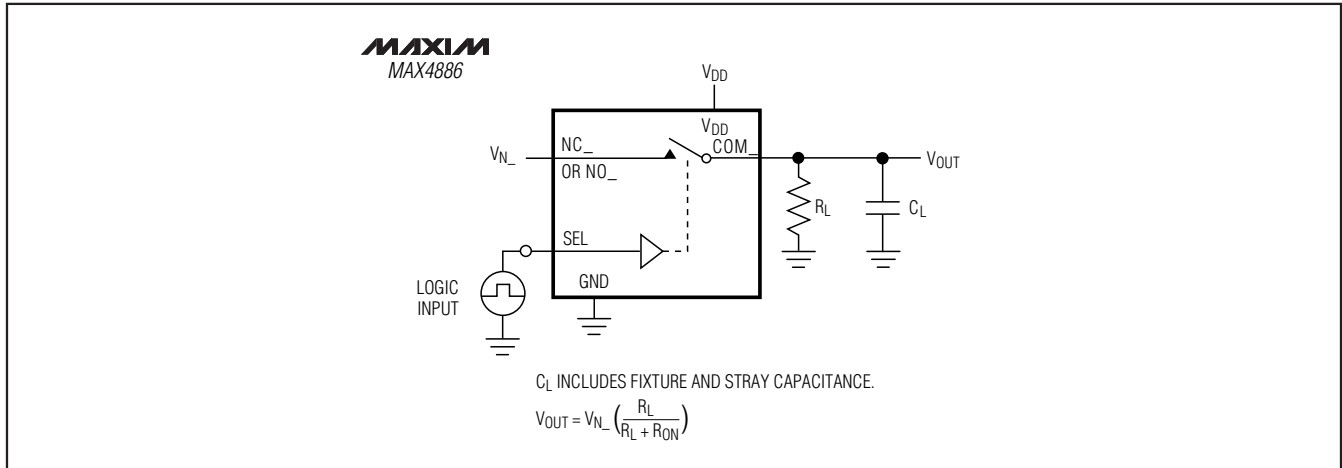 MAXIM
MAX4886
VDD
VDD
VN_
NC_
COM_
VOUT
OR NO_
RL
CL
SEL
LOGIC
INPUT
GND
CL INCLUDES FIXTURE AND STRAY CAPACITANCE.
VOUT = VN_ (RL / RL + RON)